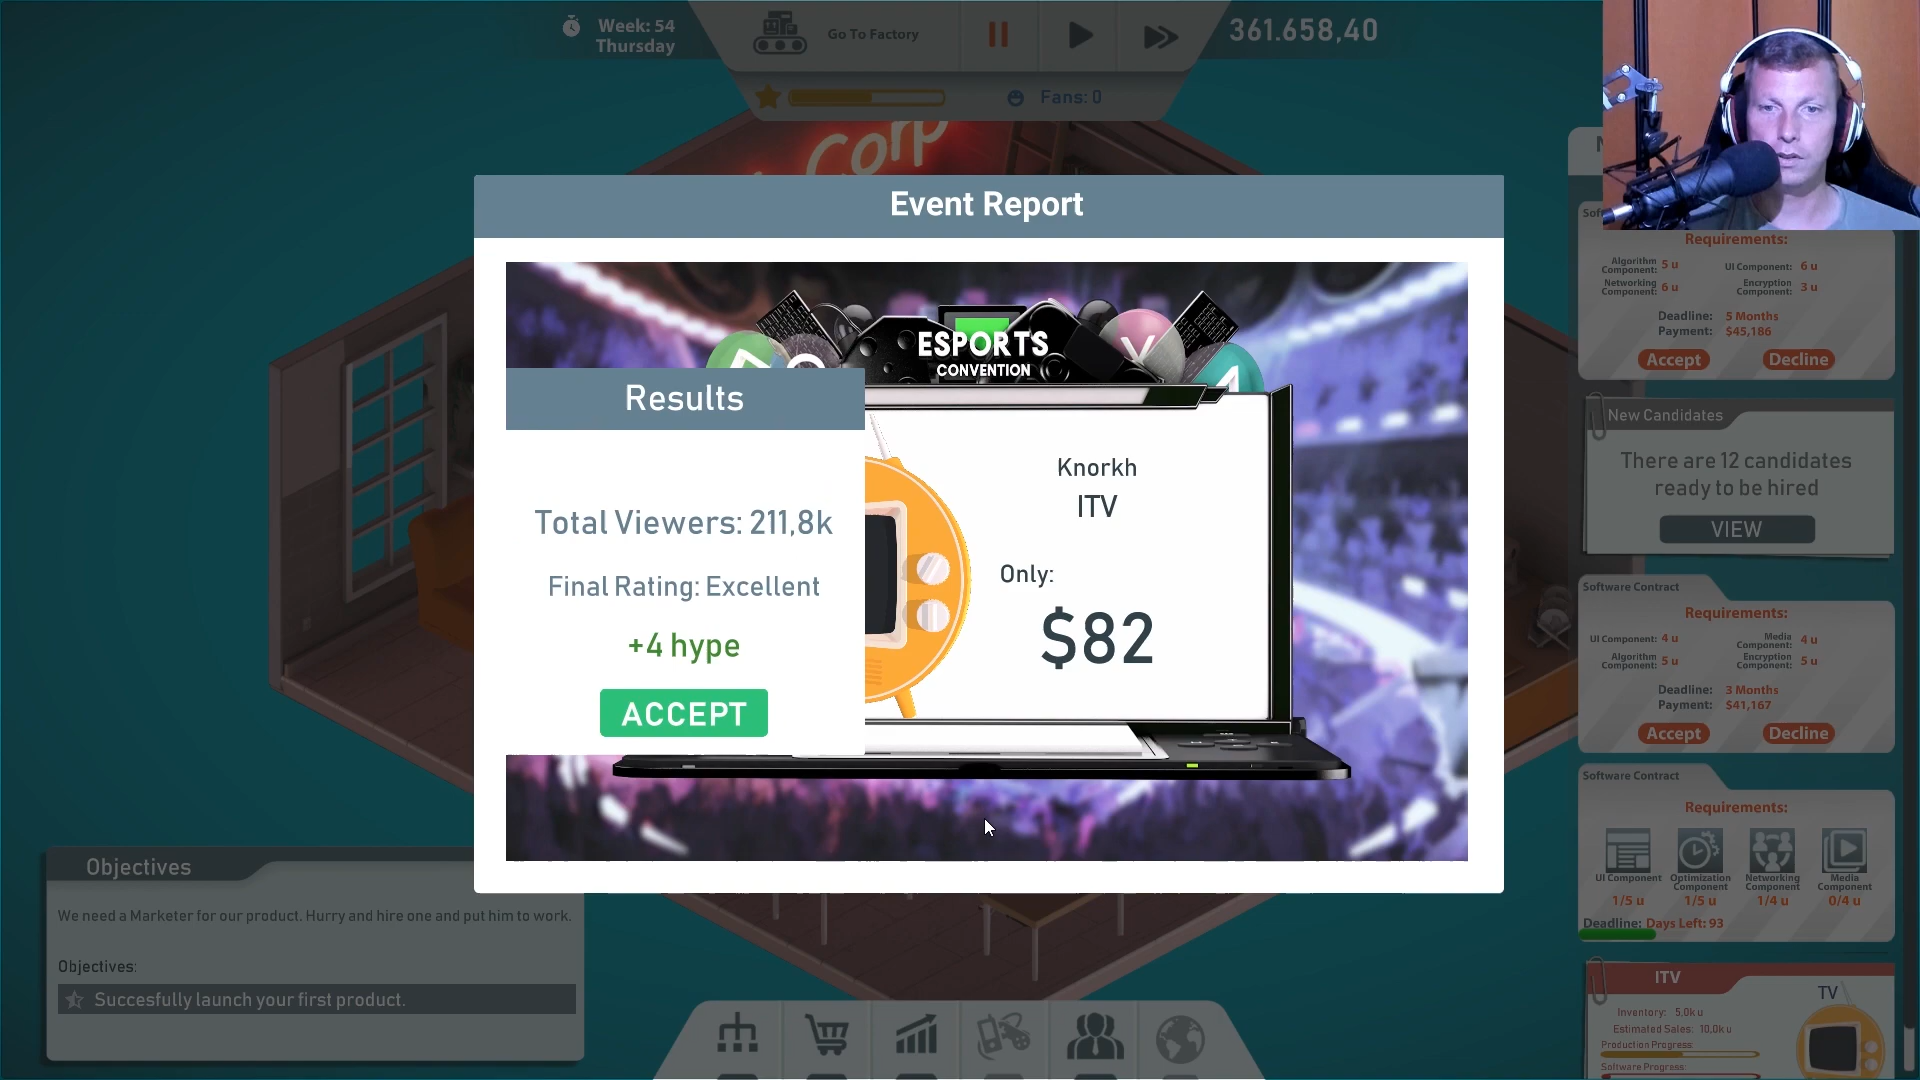 Week: 54
Thursday
Go To Factory
361.658,40
Fans: 0
Corp
Event Report
ESPORTS
CONVENTION
Results
Total Viewers: 211,8k
Final Rating: Excellent
+4 hype
ACCEPT
Knorkh
ITV
Only:
$82
Requirements:
Algorithm Component: 5 u
UI Component: 6 u
Networking Component: 6 u
Encryption Component: 3 u
Deadline: 5 Months
Payment: $45,186
Accept
Decline
New Candidates
There are 12 candidates
ready to be hired
VIEW
Software Contract
Requirements:
UI Component: 4 u
Media Component: 4 u
Algorithm Component: 5 u
Encryption Component: 5 u
Deadline: 3 Months
Payment: $41,167
Accept
Decline
Software Contract
Requirements:
UI Component
Optimization Component
Networking Component
Media Component
1/5 u
1/5 u
1/4 u
0/4 u
Deadline: Days Left: 93
ITV
TV
Inventory: 5.0k u
Estimated Sales: 10.0k u
Production Progress:
Software Progress:
Objectives
We need a Marketer for our product. Hurry and hire one and put him to work.
Objectives:
Succesfully launch your first product.